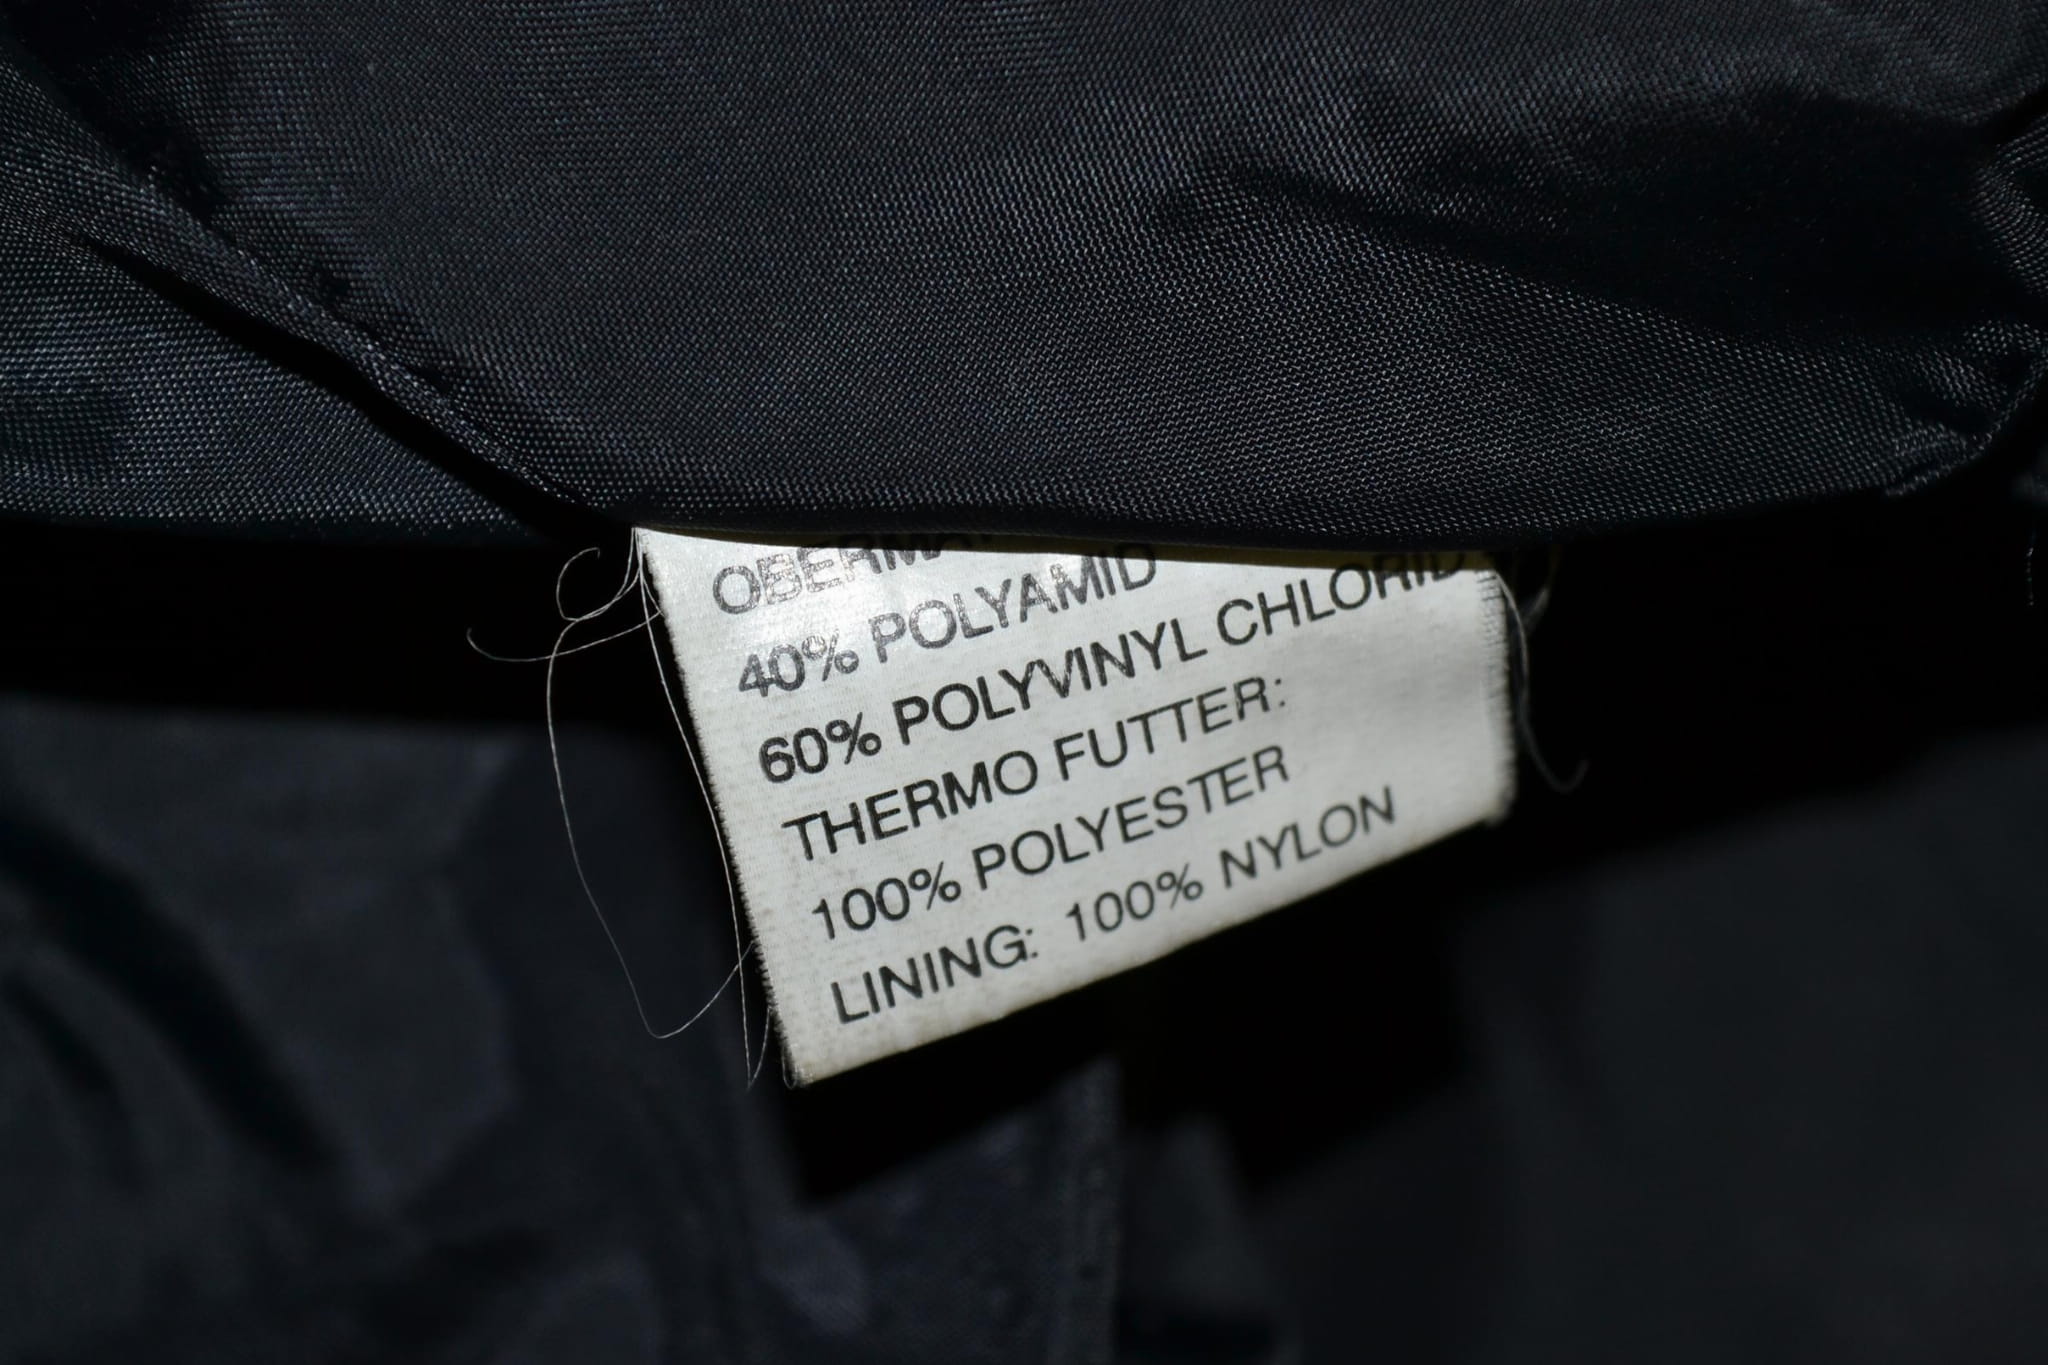 40% POLYAMID
60% POLYVINYL CHLORID
THERMO FUTTER:
100% POLYESTER
LINING: 100% NYLON